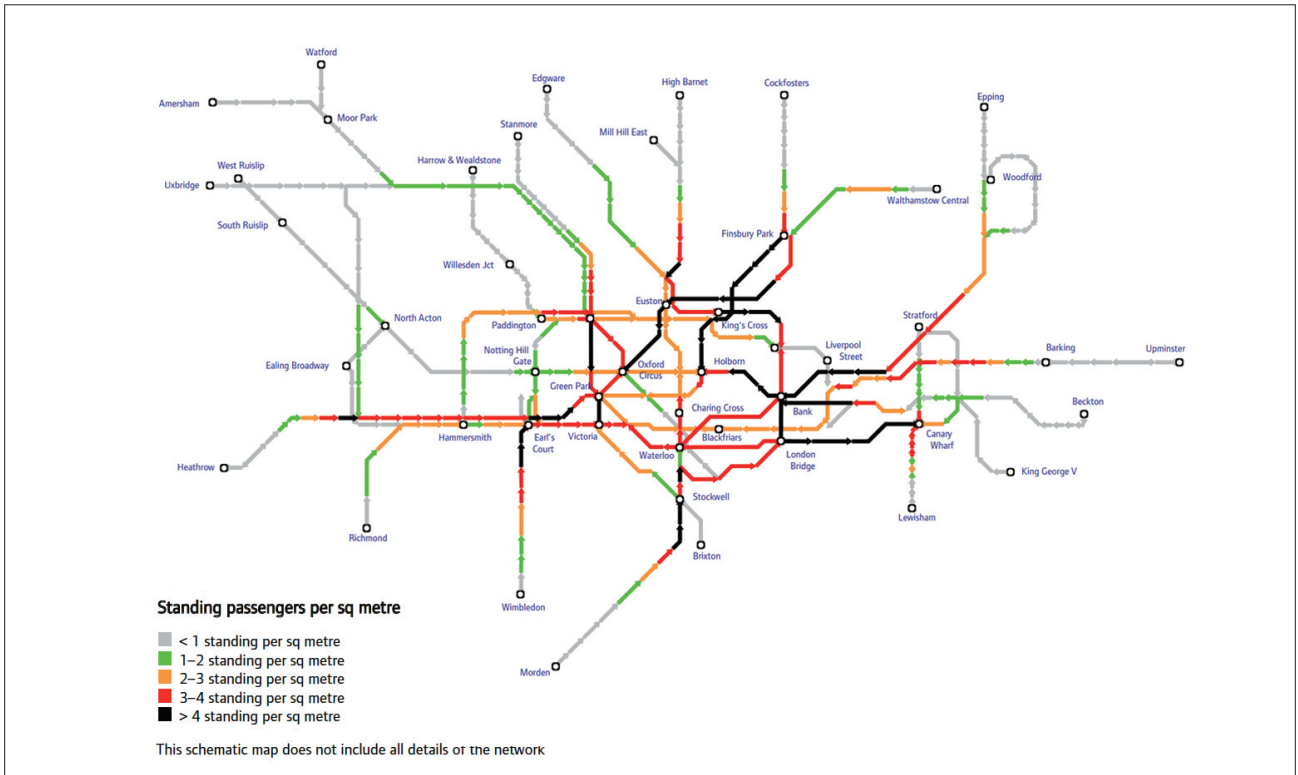 Watford
Edgware
High Barnet
Cockfosters
Epping
Amersham
Moor Park
Stanmore
Mill Hill East
West Ruislip
Harrow & Wealdstone
Woodford
Uxbridge
Walthamstow Central
South Ruislip
Finsbury Park
Willesden Jct
Euston
North Acton
Paddington
King's Cross
Stratford
Notting Hill
Gate
Liverpool
Street
Barking
Upminster
Ealing Broadway
Oxford
Circus
Holborn
Green Park
Charing Cross
Bank
Beckton
Hammersmith
Earl's
Court
Victoria
Blackfriars
Canary
Wharf
Waterloo
London
Bridge
Heathrow
King George V
Stockwell
Lewisham
Richmond
Brixton
Wimbledon
Morden
Standing passengers per sq metre
< 1 standing per sq metre
1–2 standing per sq metre
2–3 standing per sq metre
3–4 standing per sq metre
> 4 standing per sq metre
This schematic map does not include all details of the network